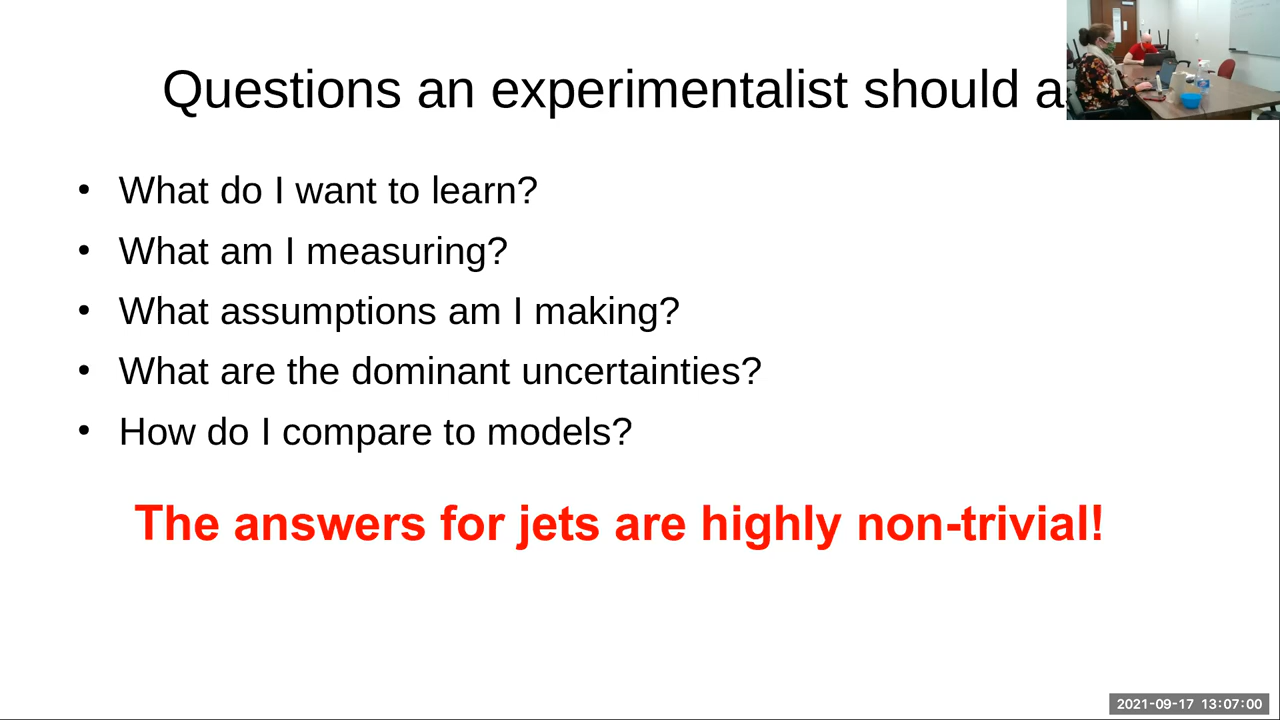 Questions an experimentalist should
• What do I want to learn?
• What am I measuring?
• What assumptions am I making?
• What are the dominant uncertainties?
• How do I compare to models?
The answers for jets are highly non-trivial!
2021-09-17 13:07:00